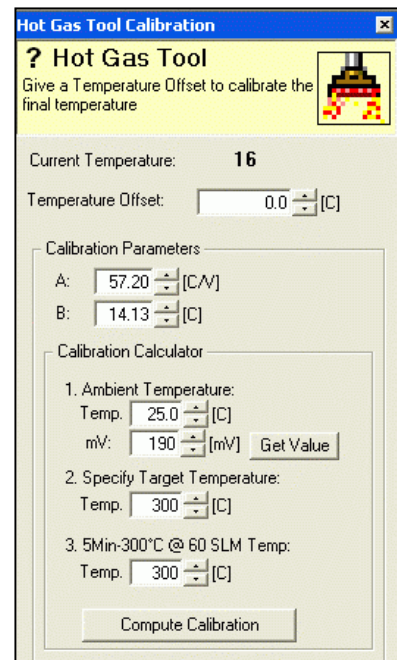 Hot Gas Tool Calibration
? Hot Gas Tool
Give a Temperature Offset to calibrate the
final temperature
Current Temperature: 16
Temperature Offset: 0.0 [C]
Calibration Parameters
A: 57.20 [C/V]
B: 14.13 [C]
Calibration Calculator
1. Ambient Temperature:
Temp. 25.0 [C]
mV: 190 [mV] Get Value
2. Specify Target Temperature:
Temp. 300 [C]
3. 5Min-300°C @ 60 SLM Temp:
Temp. 300 [C]
Compute Calibration